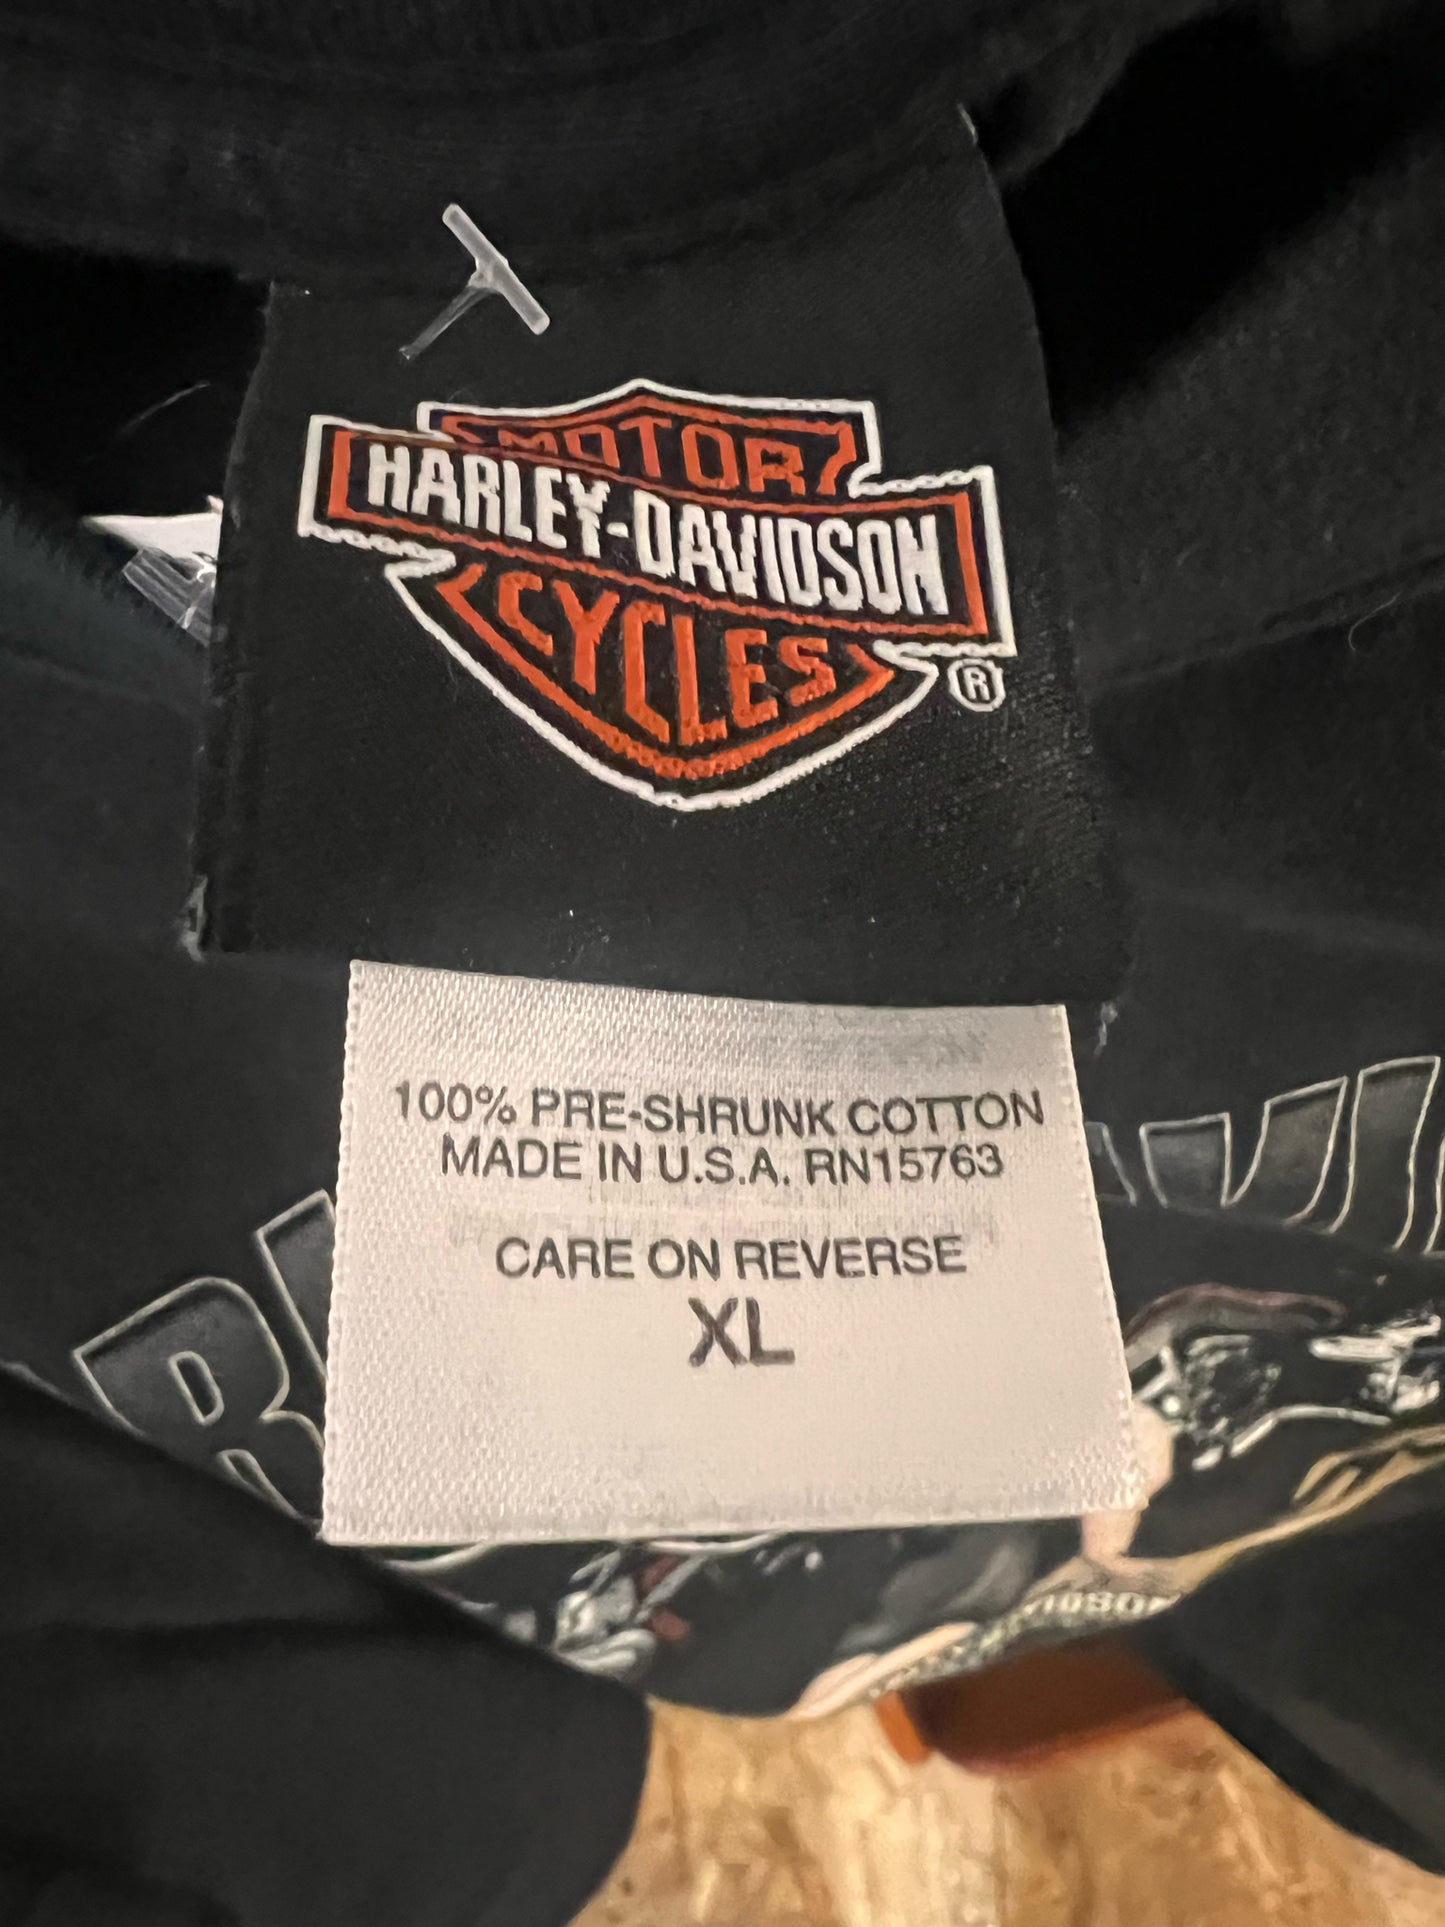 MOTOR
HARLEY-DAVIDSON
CYCLES
®
100% PRE-SHRUNK COTTON
MADE IN U.S.A. RN15763
CARE ON REVERSE
XL